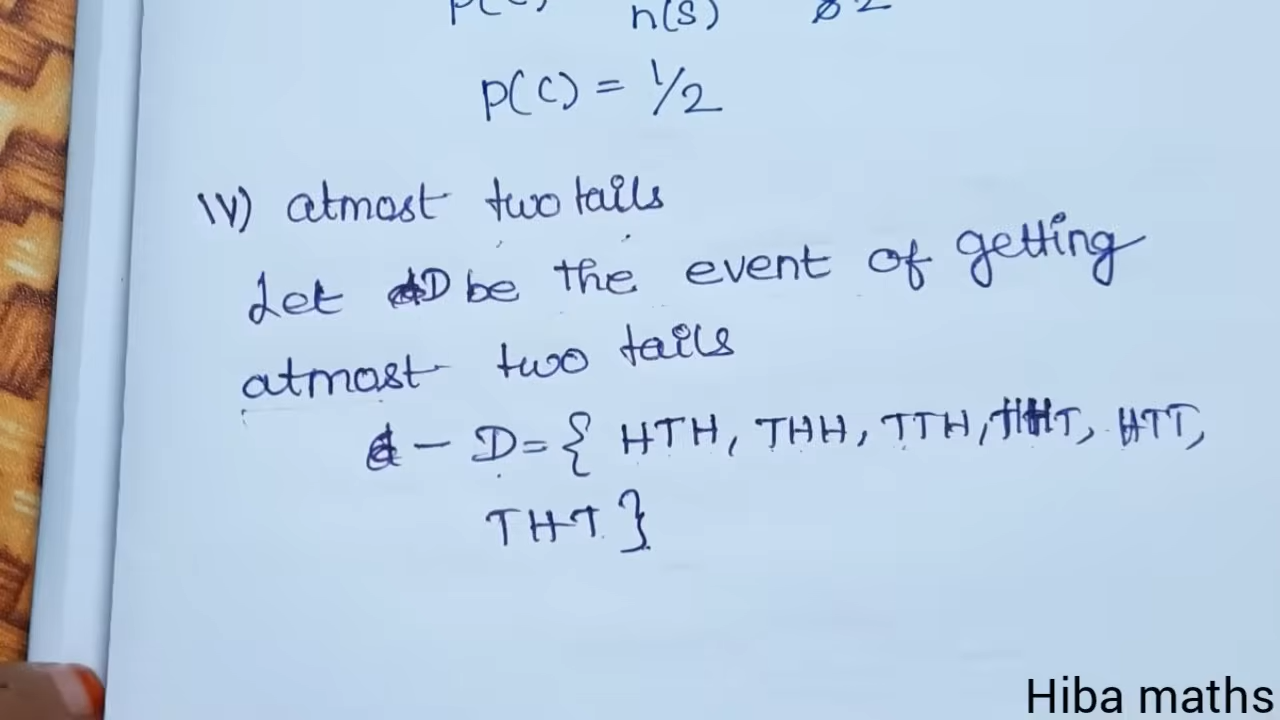 n(S)
P(C) = 1/2
IV) atmost two tails
Let D be the event of getting
atmost two tails
- D = { HTH, THH, TTH, HHT, HTT,
THT }
Hiba maths